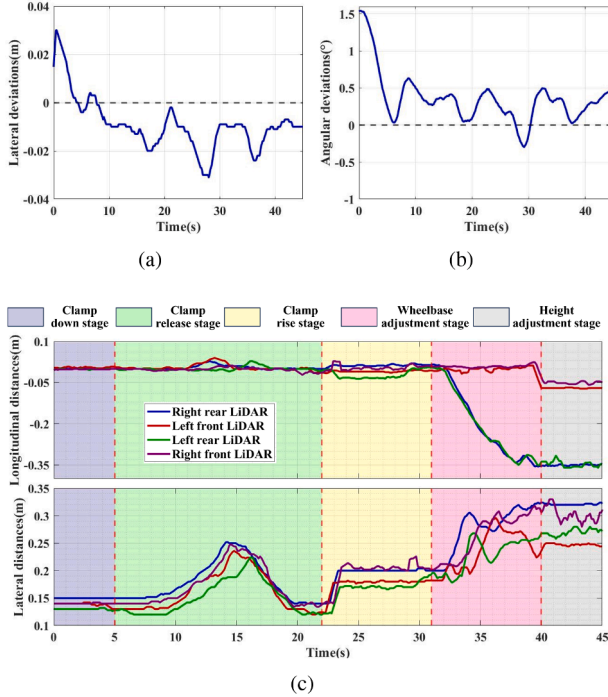 0.04
0.02
0
-0.02
-0.04
Lateral deviations(m)
0 10 20 30 40
Time(s)
(a)
1.5
1
0.5
0
-0.5
-1
Angular deviations(°)
0 10 20 30 40
Time(s)
(b)
Clamp
down stage
Clamp
release stage
Clamp
rise stage
Wheelbase
adjustment stage
Height
adjustment stage
0.1
-0.05
-0.2
-0.35
Longitudinal distances(m)
Right rear LiDAR
Left front LiDAR
Left rear LiDAR
Right front LiDAR
0.35
0.3
0.25
0.2
0.15
0.1
Lateral distances(m)
0 5 10 15 20 25 30 35 40 45
Time(s)
(c)